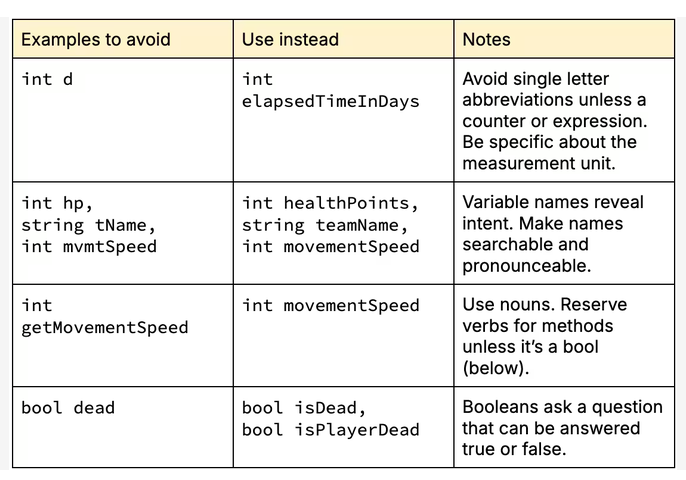 Examples to avoid
Use instead
Notes
int d
int
elapsedTimeInDays
Avoid single letter
abbreviations unless a
counter or expression.
Be specific about the
measurement unit.
int hp,
string tName,
int mvmtSpeed
int healthPoints,
string teamName,
int movementSpeed
Variable names reveal
intent. Make names
searchable and
pronounceable.
int
getMovementSpeed
int movementSpeed
Use nouns. Reserve
verbs for methods
unless it’s a bool
(below).
bool dead
bool isDead,
bool isPlayerDead
Booleans ask a question
that can be answered
true or false.